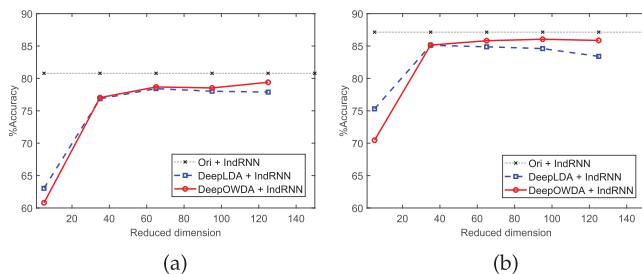 90
85
80
75
70
65
60
%Accuracy
20 40 60 80 100 120 140
Reduced dimension
Ori + IndRNN
DeepLDA + IndRNN
DeepOWDA + IndRNN
(a)
90
85
80
75
70
65
60
%Accuracy
20 40 60 80 100 120 140
Reduced dimension
Ori + IndRNN
DeepLDA + IndRNN
DeepOWDA + IndRNN
(b)